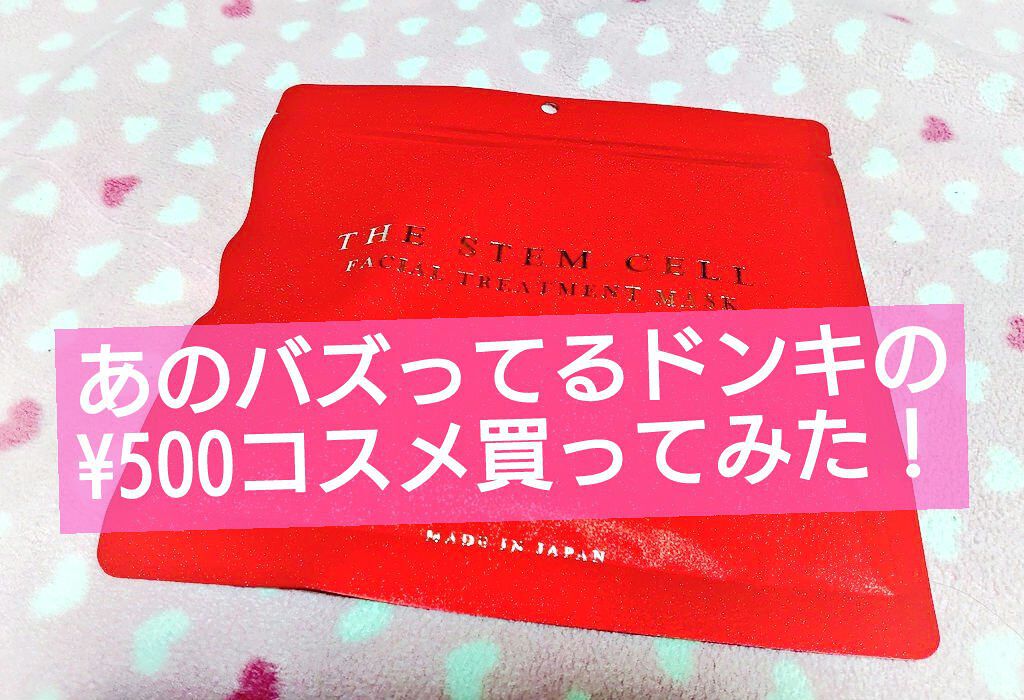 THE STEM CELL
FACIAL TREATMENT MASK
あのバズってるドンキの
¥500コスメ買ってみた！
MADE IN JAPAN